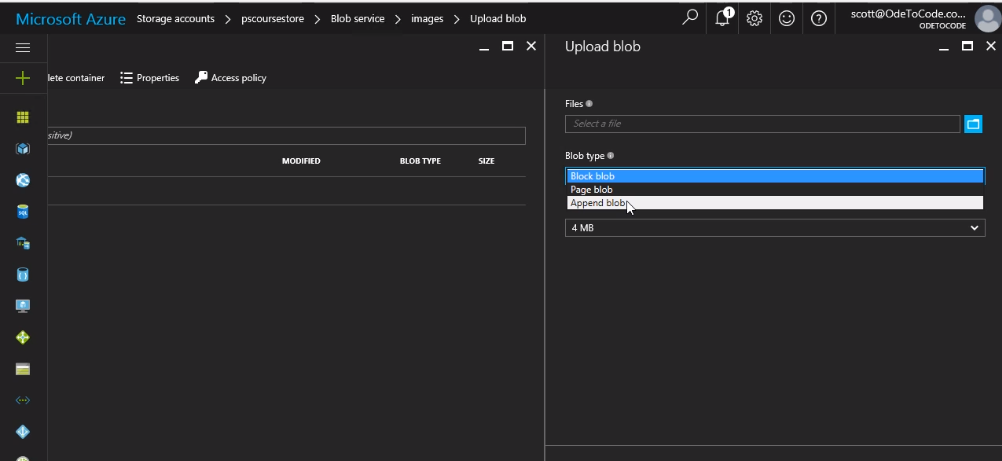 Microsoft Azure Storage accounts > pscoursestore > Blob service > images > Upload blob
1
scott@OdeToCode.co...
ODETOCODE
Upload blob
lete container Properties Access policy
Files
sitive)
Select a file
MODIFIED BLOB TYPE SIZE
Blob type
Block blob
Page blob
Append blob
4 MB